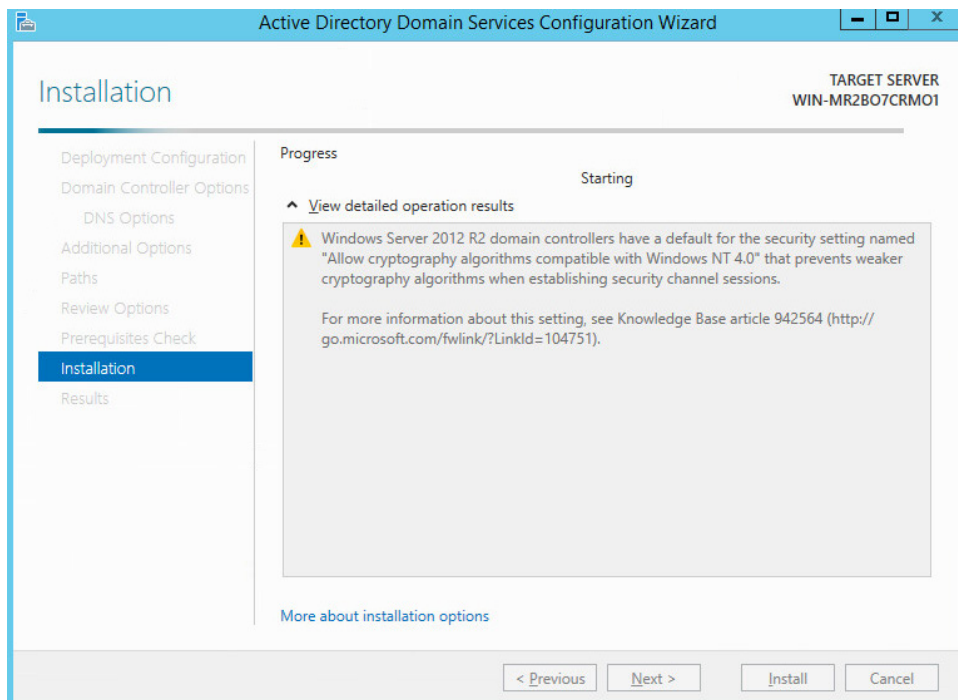 Active Directory Domain Services Configuration Wizard
Installation
TARGET SERVER
WIN-MR2BO7CRMO1
Deployment Configuration
Domain Controller Options
DNS Options
Additional Options
Paths
Review Options
Prerequisites Check
Installation
Results
Progress
Starting
View detailed operation results
Windows Server 2012 R2 domain controllers have a default for the security setting named
"Allow cryptography algorithms compatible with Windows NT 4.0" that prevents weaker
cryptography algorithms when establishing security channel sessions.
For more information about this setting, see Knowledge Base article 942564 (http://
go.microsoft.com/fwlink/?LinkId=104751).
More about installation options
< Previous
Next >
Install
Cancel